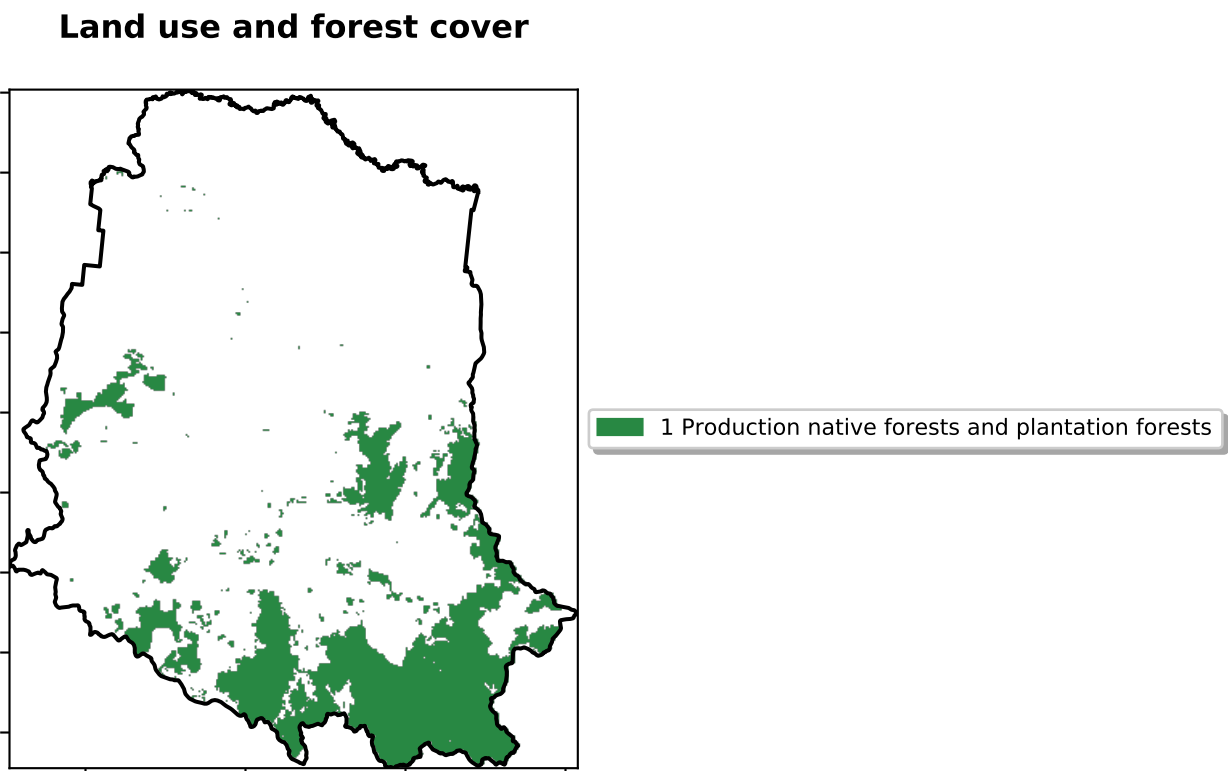 Land use and forest cover
1 Production native forests and plantation forests